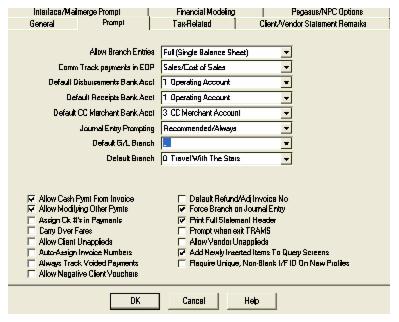 Interface/Mailmerge Prompt Financial Modeling Pegasus/NPC Options
General Prompt Tax-Related Client/Vendor Statement Remarks
Allow Branch Entries Full (Single Balance Sheet)
Comm Track payments in EOP Sales/Cost of Sales
Default Disbursements Bank Acct 1 Operating Account
Default Receipts Bank Acct 1 Operating Account
Default CC Merchant Bank Acct 3 CC Merchant Account
Journal Entry Prompting Recommended/Always
Default G/L Branch
Default Branch 0 Travel With The Stars
Allow Cash Pymt From Invoice Default Refund/Adj Invoice No
Allow Modifying Other Pymts Force Branch on Journal Entry
Assign Ck #'s in Payments Print Full Statement Header
Carry Over Fares Prompt when exit TRAMS
Allow Client Unapplieds Allow Vendor Unapplieds
Auto-Assign Invoice Numbers Add Newly Inserted Items To Query Screens
Always Track Voided Payments Require Unique, Non-Blank I/F ID On New Profiles
Allow Negative Client Vouchers
OK Cancel Help